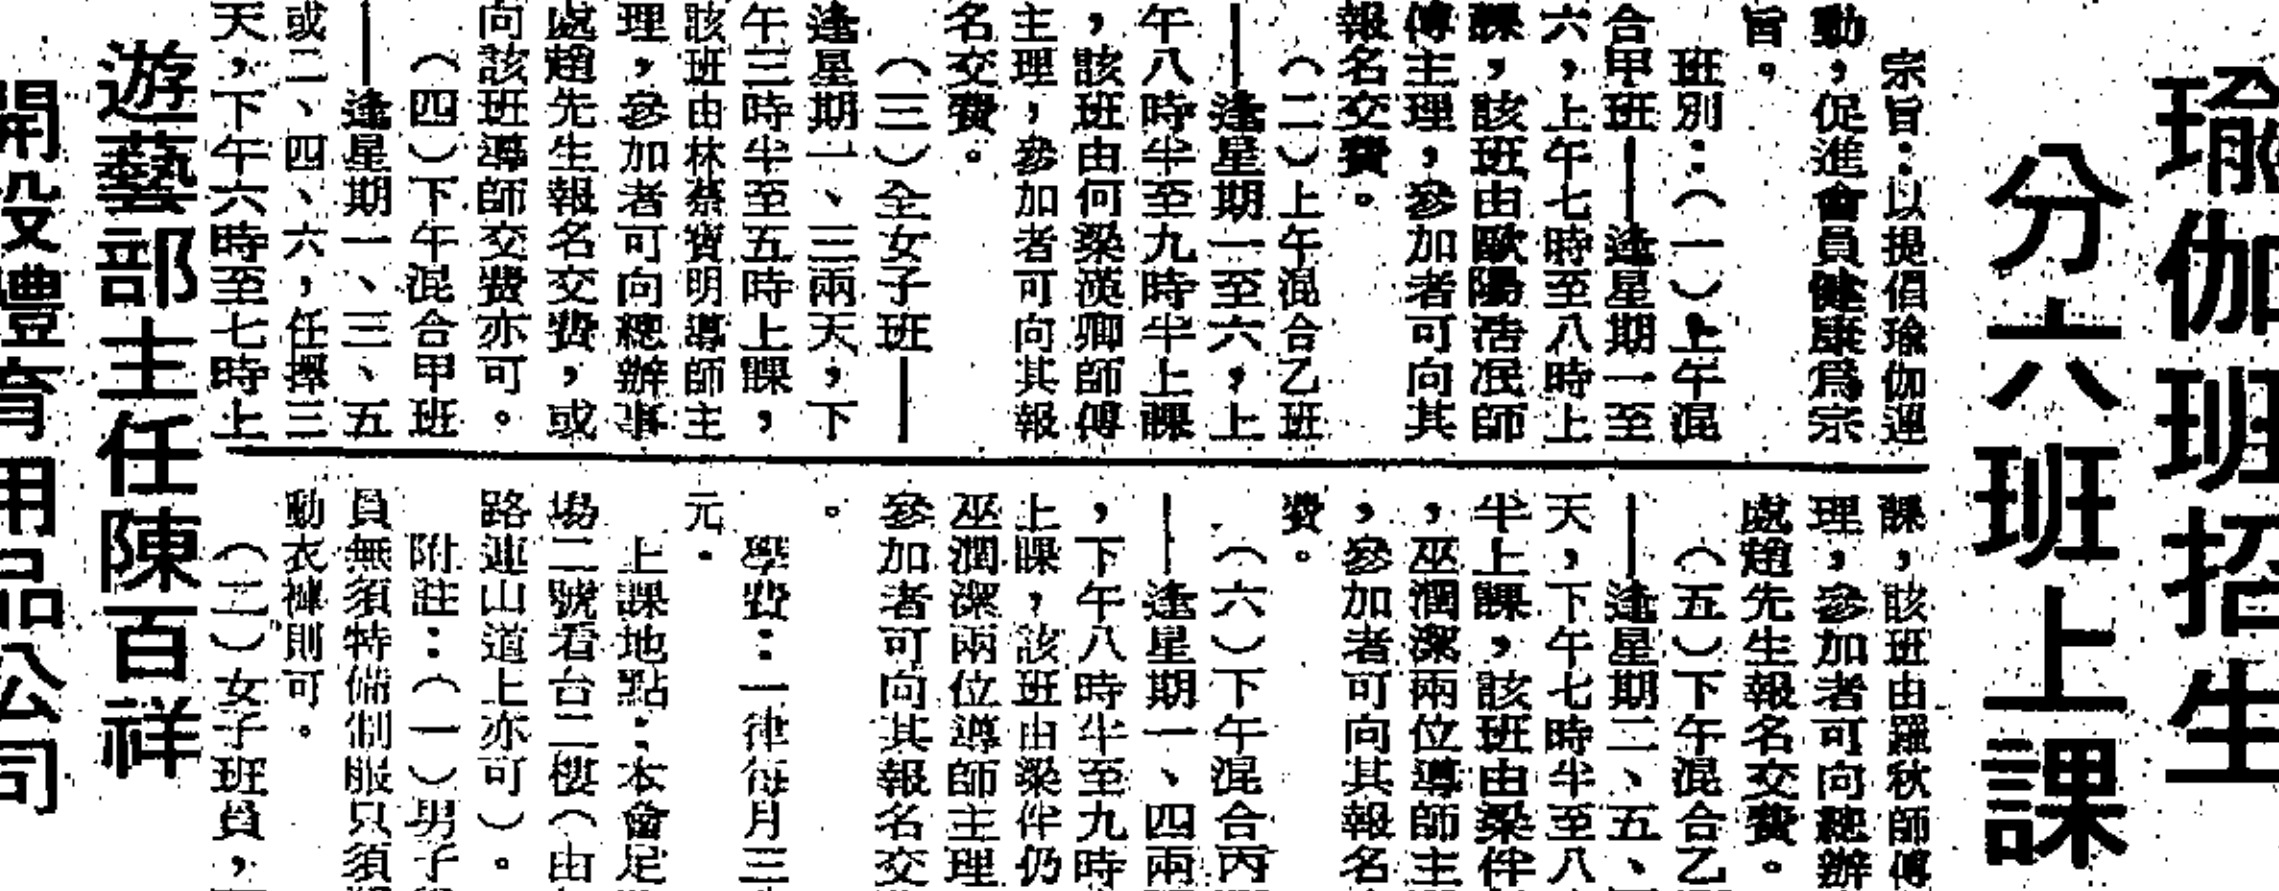 瑜伽班招生
分六班上課
宗旨：以提倡瑜伽運
動，促進會員健康爲宗
旨。
班別：（一）上午混
合甲班—逢星期一至
六，上午七時至八時上
課，該班由歐陽浩泯師
傅主理，參加者可向其
報名交費。
（二）上午混合乙班
—逢星期一至六，上
午八時半至九時半上課
，該班由何梁漢卿師傅
主理，參加者可向其報
名交費。
（三）全女子班—
逢星期一、三兩天，下
午三時半至五時上課，
該班由林蔡寶明導師主
理，參加者可向總辦事
處趙先生報名交費，或
向該班導師交費亦可。
（四）下午混合甲班
—逢星期一、三、五
或二、四、六，任擇三
天，下午六時至七時上
課，該班由羅秋師傅
理，參加者可向總辦
處趙先生報名交費。
（五）下午混合乙
—逢星期二、五、
天，下午七時半至八
半上課，該班由梁伴
，巫潤潔兩位導師主
，參加者可向其報名
費。
（六）下午混合丙
—逢星期一、四兩
，下午八時半至九時
上課，該班由梁伴仍
巫潤潔兩位導師主理
參加者可向其報名交
。
學費：一律每月三
元。
上課地點：本會足
場二號看台二樓（由
路連山道上亦可）。
附註：（一）男子
員無須特備制服只須
動衣褲則可。
（二）女子班員，
遊藝部主任陳百祥
開設體育用品公司